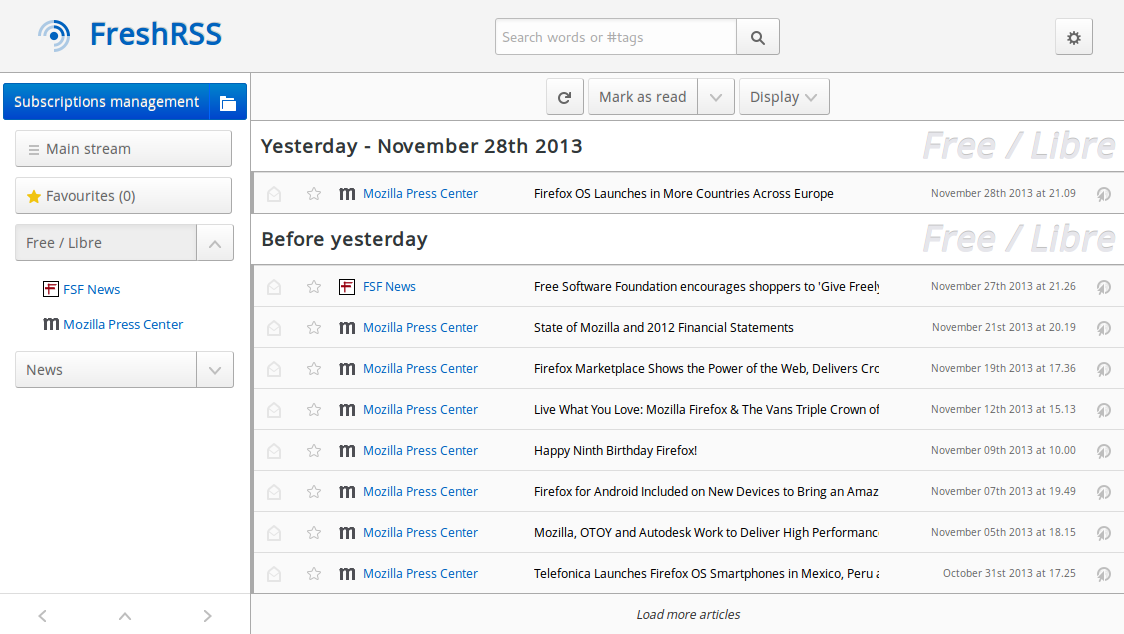 FreshRSS
Search words or #tags
Subscriptions management
Mark as read
Display
Main stream
Favourites (0)
Free / Libre
FSF News
Mozilla Press Center
News
Yesterday - November 28th 2013
Free / Libre
Mozilla Press Center Firefox OS Launches in More Countries Across Europe November 28th 2013 at 21.09
Before yesterday
Free / Libre
FSF News Free Software Foundation encourages shoppers to 'Give Freely November 27th 2013 at 21.26
Mozilla Press Center State of Mozilla and 2012 Financial Statements November 21st 2013 at 20.19
Mozilla Press Center Firefox Marketplace Shows the Power of the Web, Delivers Cro November 19th 2013 at 17.36
Mozilla Press Center Live What You Love: Mozilla Firefox & The Vans Triple Crown of November 12th 2013 at 15.13
Mozilla Press Center Happy Ninth Birthday Firefox! November 09th 2013 at 10.00
Mozilla Press Center Firefox for Android Included on New Devices to Bring an Amaz November 07th 2013 at 19.49
Mozilla Press Center Mozilla, OTOY and Autodesk Work to Deliver High Performanc November 05th 2013 at 18.15
Mozilla Press Center Telefonica Launches Firefox OS Smartphones in Mexico, Peru a October 31st 2013 at 17.25
Load more articles